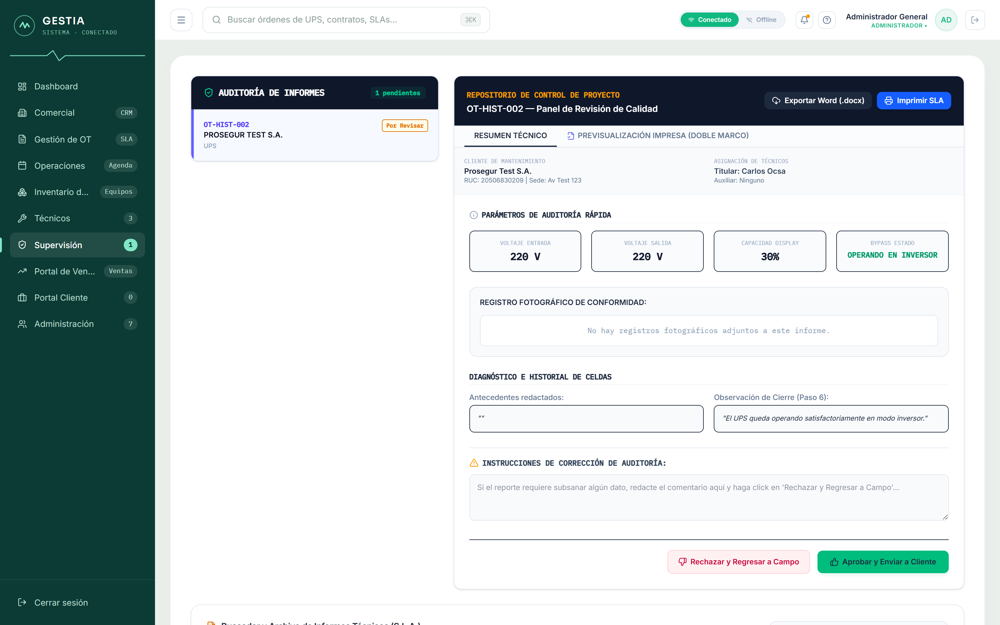 GESTIA
SISTEMA · CONECTADO
Dashboard
Comercial CRM
Gestión de OT SLA
Operaciones Agenda
Inventario d... Equipos
Técnicos 3
Supervisión 1
Portal de Ven... Ventas
Portal Cliente 0
Administración 7
Cerrar sesión
Buscar órdenes de UPS, contratos, SLAs... ⌘K
Conectado Offline
Administrador General
ADMINISTRADOR •
AD
AUDITORÍA DE INFORMES 1 pendientes
OT-HIST-002 Por Revisar
PROSEGUR TEST S.A.
UPS
REPOSITORIO DE CONTROL DE PROYECTO
OT-HIST-002 — Panel de Revisión de Calidad
Exportar Word (.docx) Imprimir SLA
RESUMEN TÉCNICO PREVISUALIZACIÓN IMPRESA (DOBLE MARCO)
CLIENTE DE MANTENIMIENTO
Prosegur Test S.A.
RUC: 20506830209 | Sede: Av Test 123
ASIGNACIÓN DE TÉCNICOS
Titular: Carlos Ocsa
Auxiliar: Ninguno
PARÁMETROS DE AUDITORÍA RÁPIDA
VOLTAJE ENTRADA
220 V
VOLTAJE SALIDA
220 V
CAPACIDAD DISPLAY
30%
BYPASS ESTADO
OPERANDO EN INVERSOR
REGISTRO FOTOGRÁFICO DE CONFORMIDAD:
No hay registros fotográficos adjuntos a este informe.
DIAGNÓSTICO E HISTORIAL DE CELDAS
Antecedentes redactados:
""
Observación de Cierre (Paso 6):
"El UPS queda operando satisfactoriamente en modo inversor."
INSTRUCCIONES DE CORRECCIÓN DE AUDITORÍA:
Si el reporte requiere subsanar algún dato, redacte el comentario aquí y haga click en 'Rechazar y Regresar a Campo'...
Rechazar y Regresar a Campo
Aprobar y Enviar a Cliente
Buscador y Archivo de Informes Técnicos (S.L.A.)